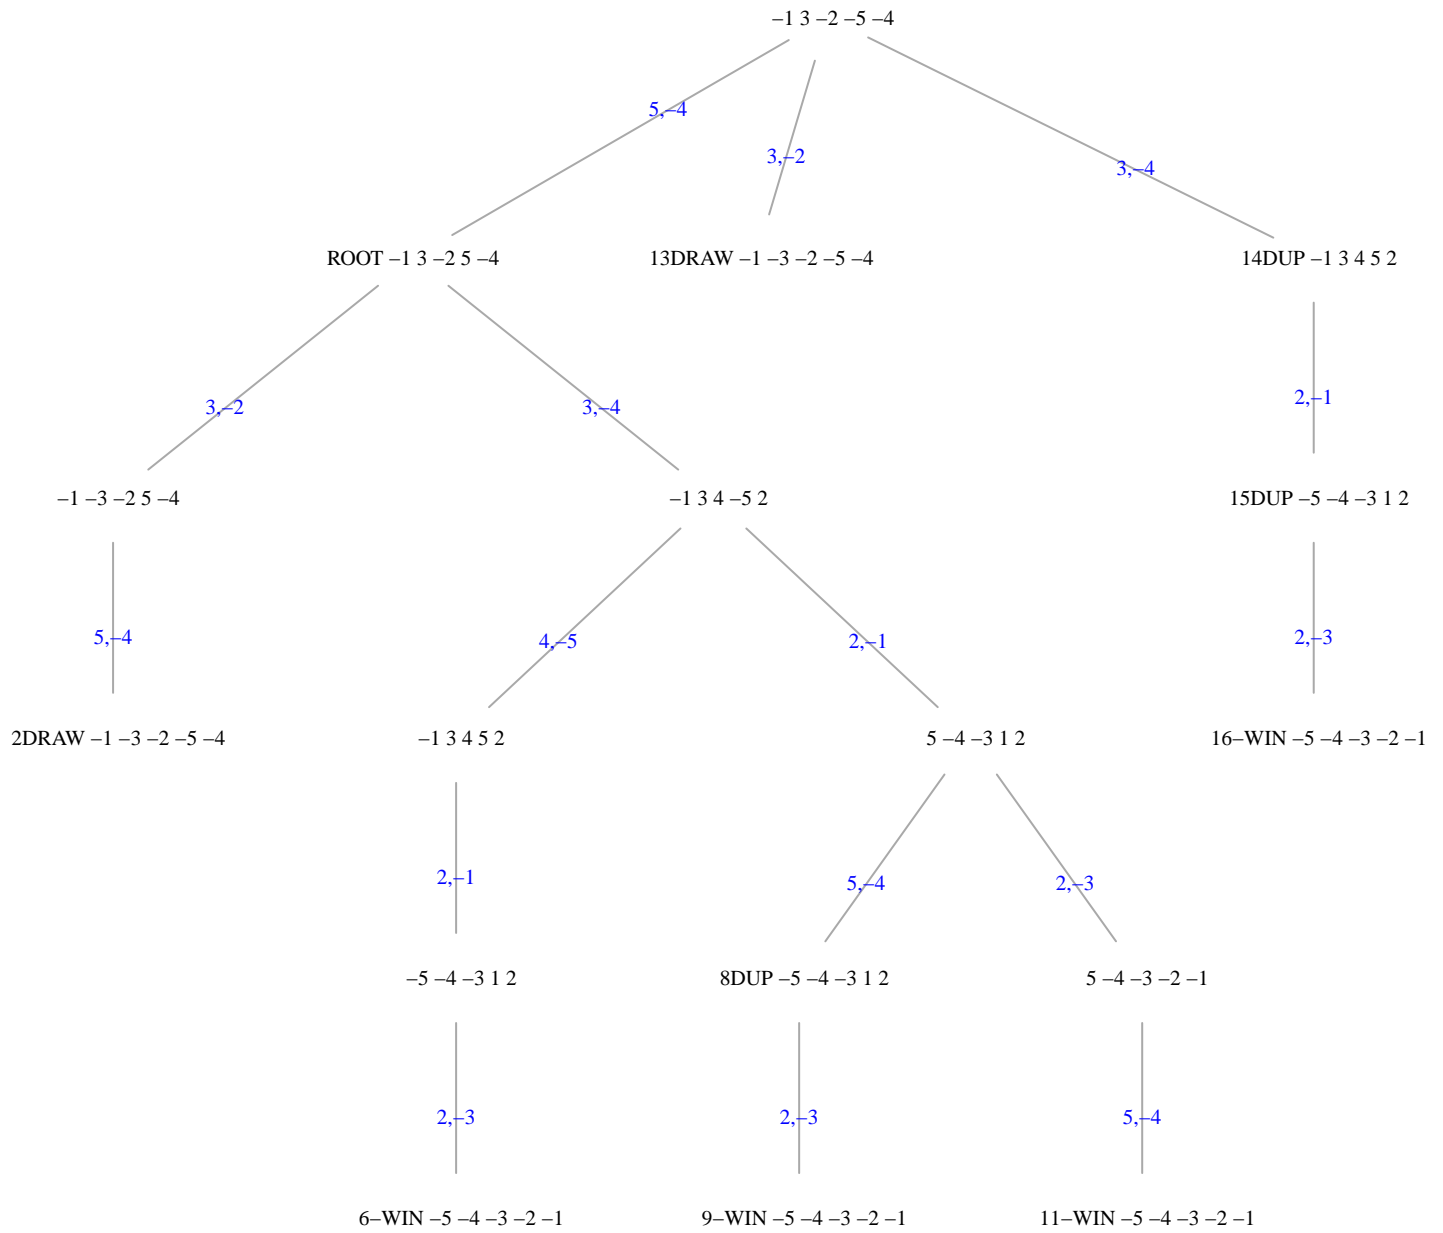 –1 3 –2 –5 –4
5,–4
3,–2
3,–4
ROOT –1 3 –2 5 –4
13DRAW –1 –3 –2 –5 –4
14DUP –1 3 4 5 2
3,–2
3,–4
2,–1
–1 –3 –2 5 –4
–1 3 4 –5 2
15DUP –5 –4 –3 1 2
5,–4
4,–5
2,–1
2,–3
2DRAW –1 –3 –2 –5 –4
–1 3 4 5 2
5 –4 –3 1 2
16–WIN –5 –4 –3 –2 –1
2,–1
5,–4
2,–3
–5 –4 –3 1 2
8DUP –5 –4 –3 1 2
5 –4 –3 –2 –1
2,–3
2,–3
5,–4
6–WIN –5 –4 –3 –2 –1
9–WIN –5 –4 –3 –2 –1
11–WIN –5 –4 –3 –2 –1